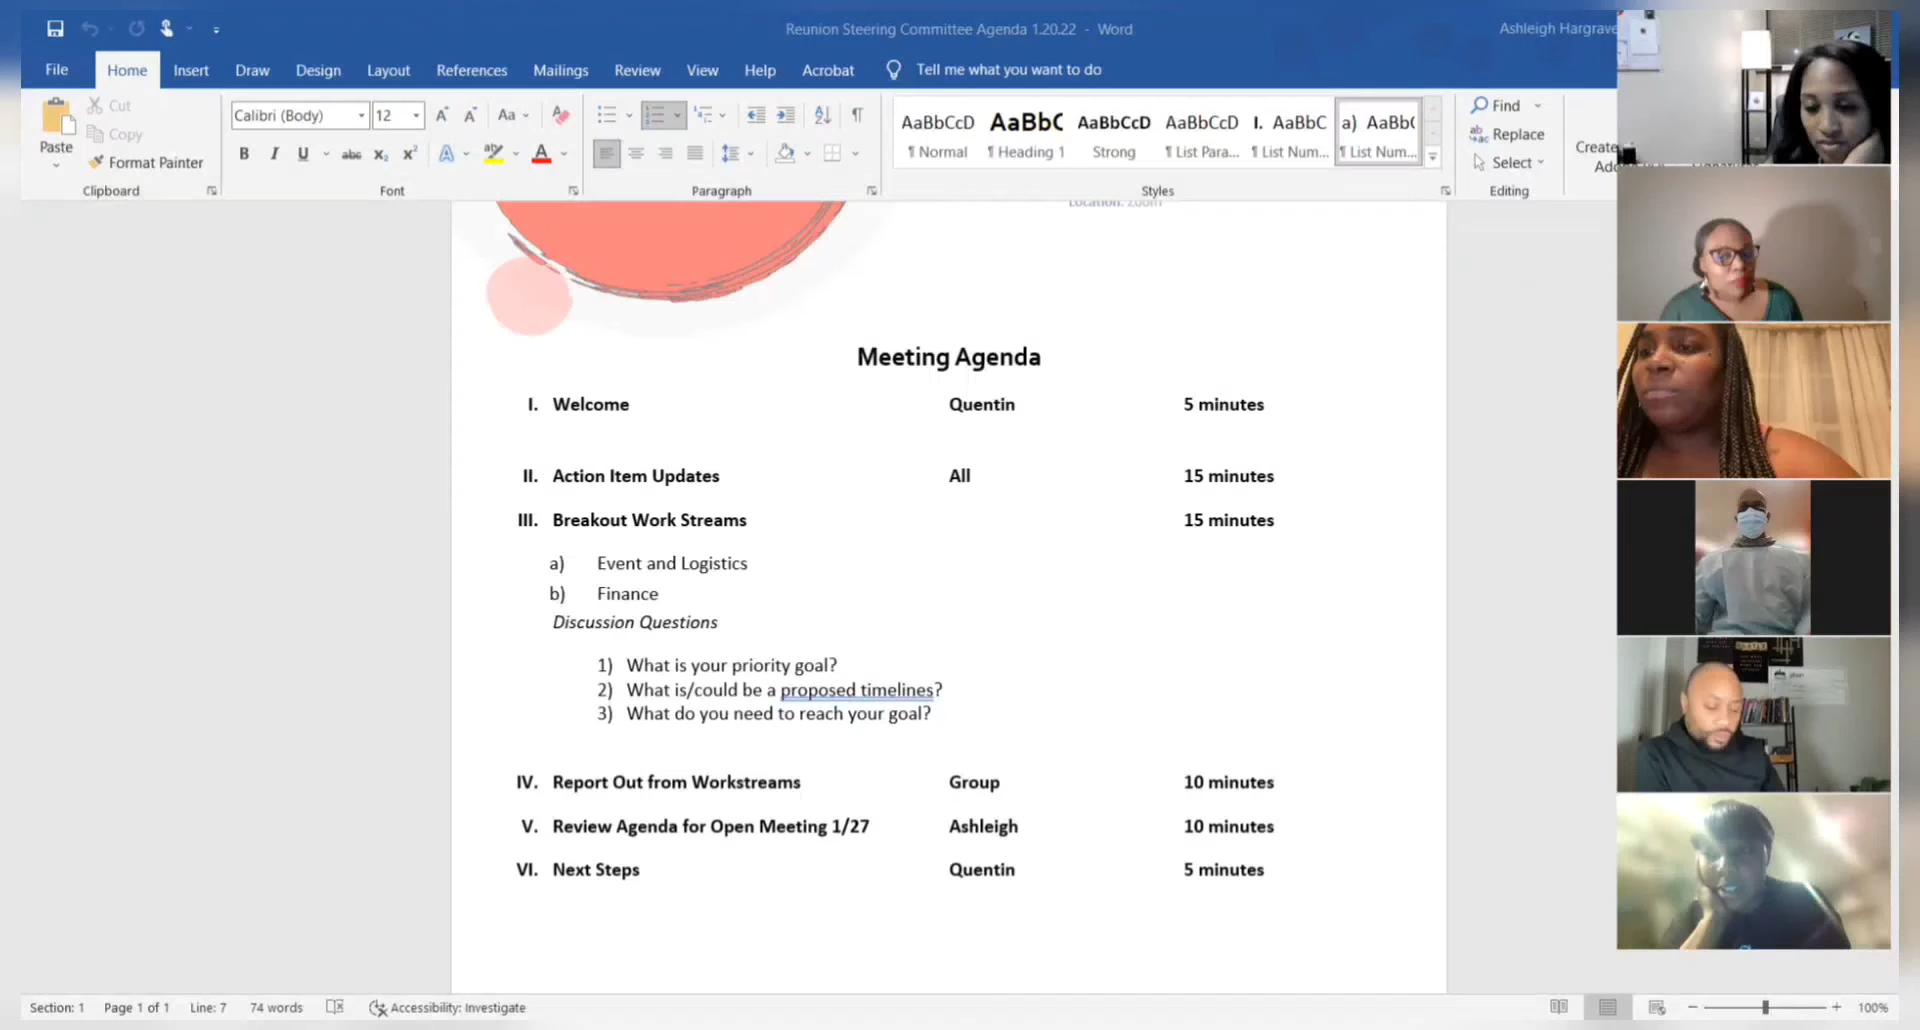 Reunion Steering Committee Agenda 1.20.22 - Word
Ashleigh Hargrave
File Home Insert Draw Design Layout References Mailings Review View Help Acrobat Tell me what you want to do
Paste
Cut
Copy
Format Painter
Clipboard
Calibri (Body) 12
Font
Paragraph
AaBbCcD AaBbC AaBbCcD AaBbCcD I. AaBbC a) AaBb
¶ Normal ¶ Heading 1 Strong ¶ List Para... ¶ List Num... ¶ List Num...
Styles
Find
Replace
Select
Editing
Create
Location: Zoom
Meeting Agenda
I. Welcome Quentin 5 minutes
II. Action Item Updates All 15 minutes
III. Breakout Work Streams 15 minutes
a) Event and Logistics
b) Finance
Discussion Questions
1) What is your priority goal?
2) What is/could be a proposed timelines?
3) What do you need to reach your goal?
IV. Report Out from Workstreams Group 10 minutes
V. Review Agenda for Open Meeting 1/27 Ashleigh 10 minutes
VI. Next Steps Quentin 5 minutes
Section: 1 Page 1 of 1 Line: 7 74 words Accessibility: Investigate 100%